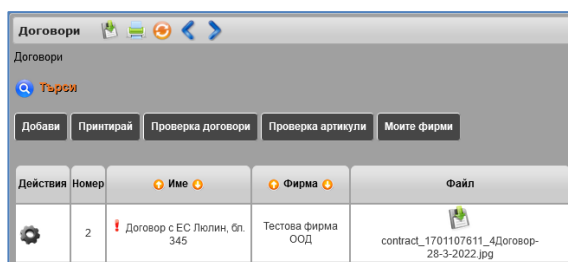 Договори
Договори
Търси
Добави Принтирай Проверка договори Проверка артикули Моите фирми
Действия Номер Име Фирма Файл
2 Договор с ЕС Люлин, бл. 345 Тестова фирма ООД contract_1701107611_4Договор-28-3-2022.jpg